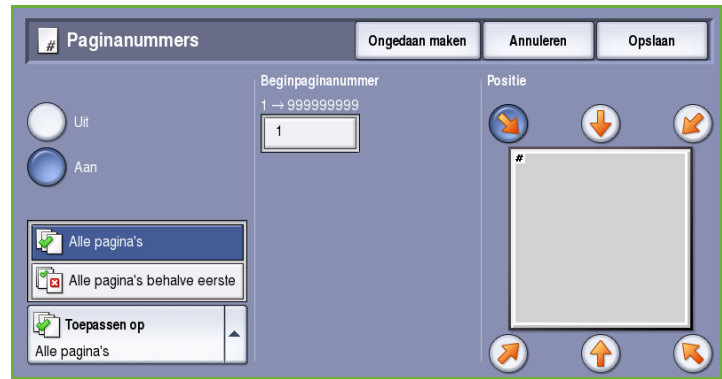 # Paginanummers
Ongedaan maken
Annuleren
Opslaan
Uit
Aan
Beginpaginanummer
1 → 999999999
1
Positie
#
Alle pagina's
Alle pagina's behalve eerste
Toepassen op
Alle pagina's